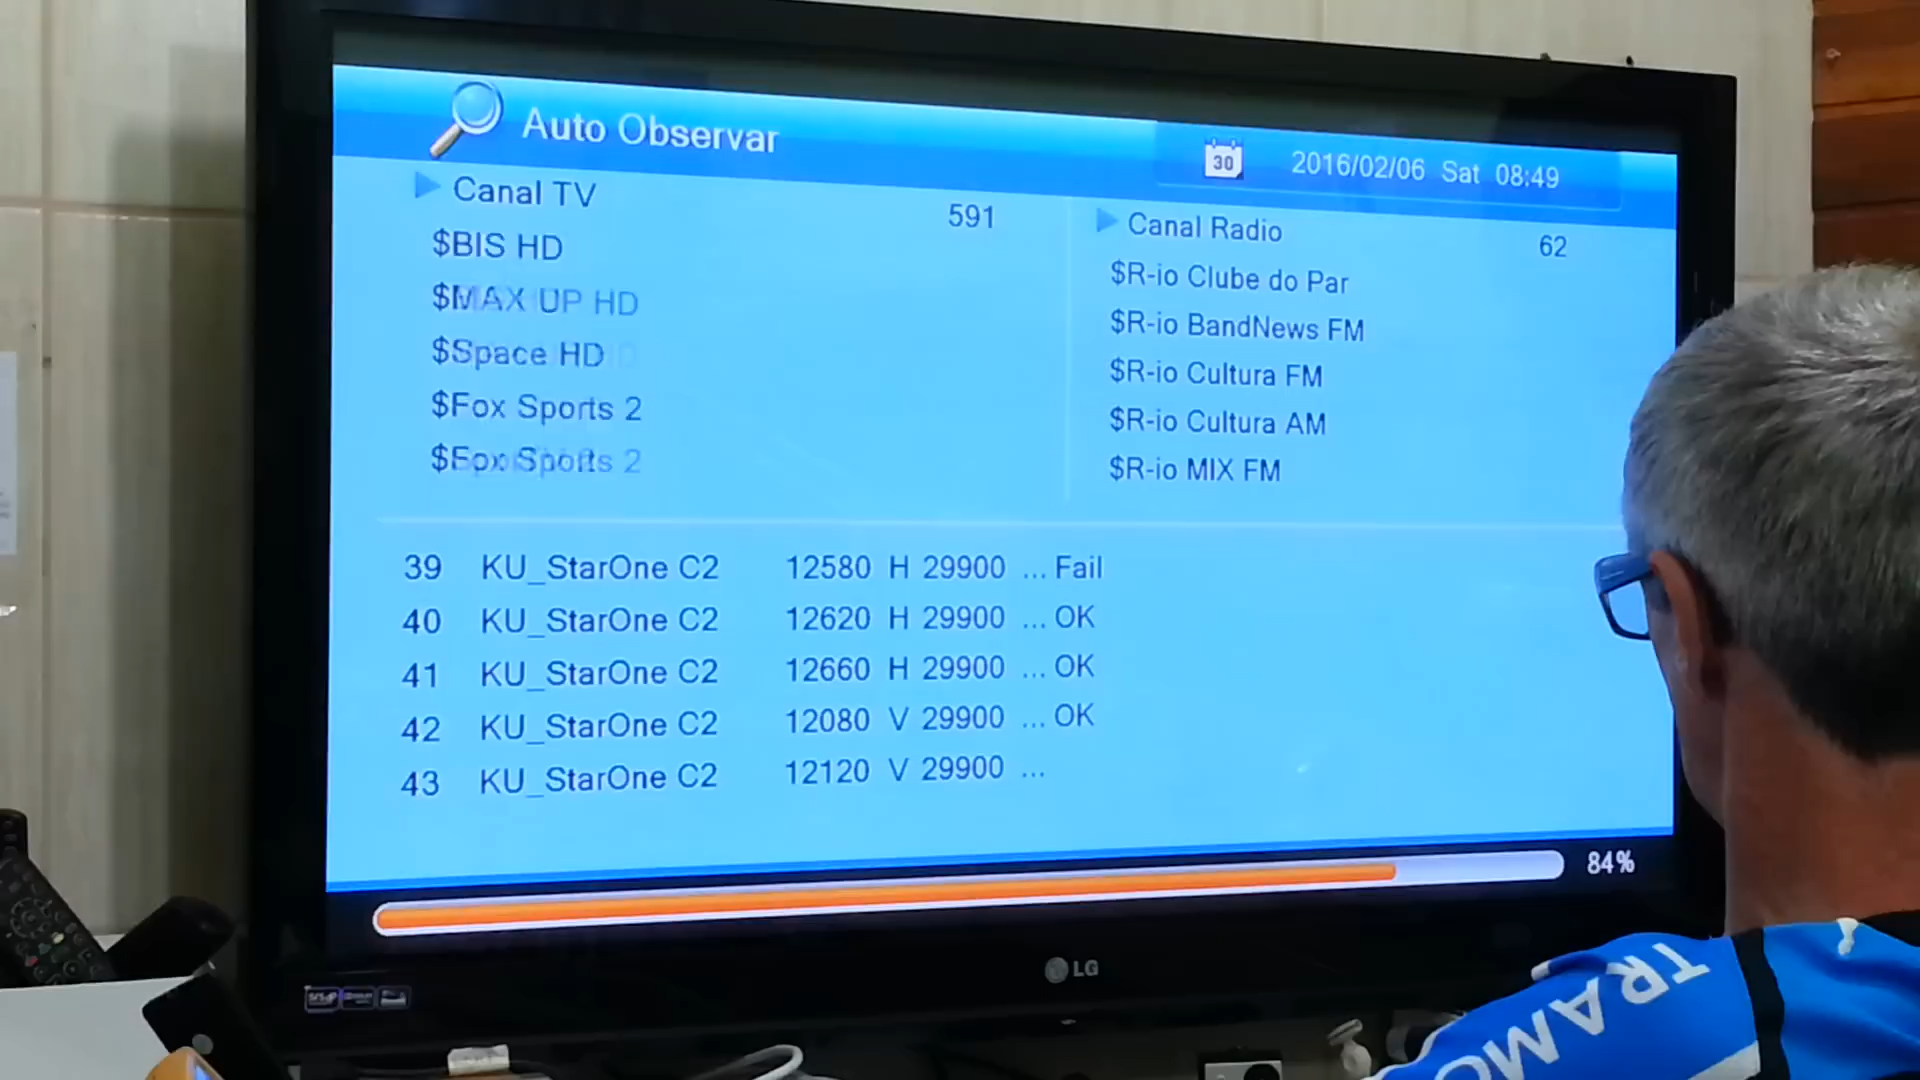 Auto Observar
30
2016/02/06 Sat 08:49
Canal TV
591
$BIS HD
$MAX UP HD
$Space HD
$Fox Sports 2
$Fox Sports 2
Canal Radio
62
$R-io Clube do Par
$R-io BandNews FM
$R-io Cultura FM
$R-io Cultura AM
$R-io MIX FM
39 KU_StarOne C2 12580 H 29900 ... Fail
40 KU_StarOne C2 12620 H 29900 ... OK
41 KU_StarOne C2 12660 H 29900 ... OK
42 KU_StarOne C2 12080 V 29900 ... OK
43 KU_StarOne C2 12120 V 29900 ...
84%
LG